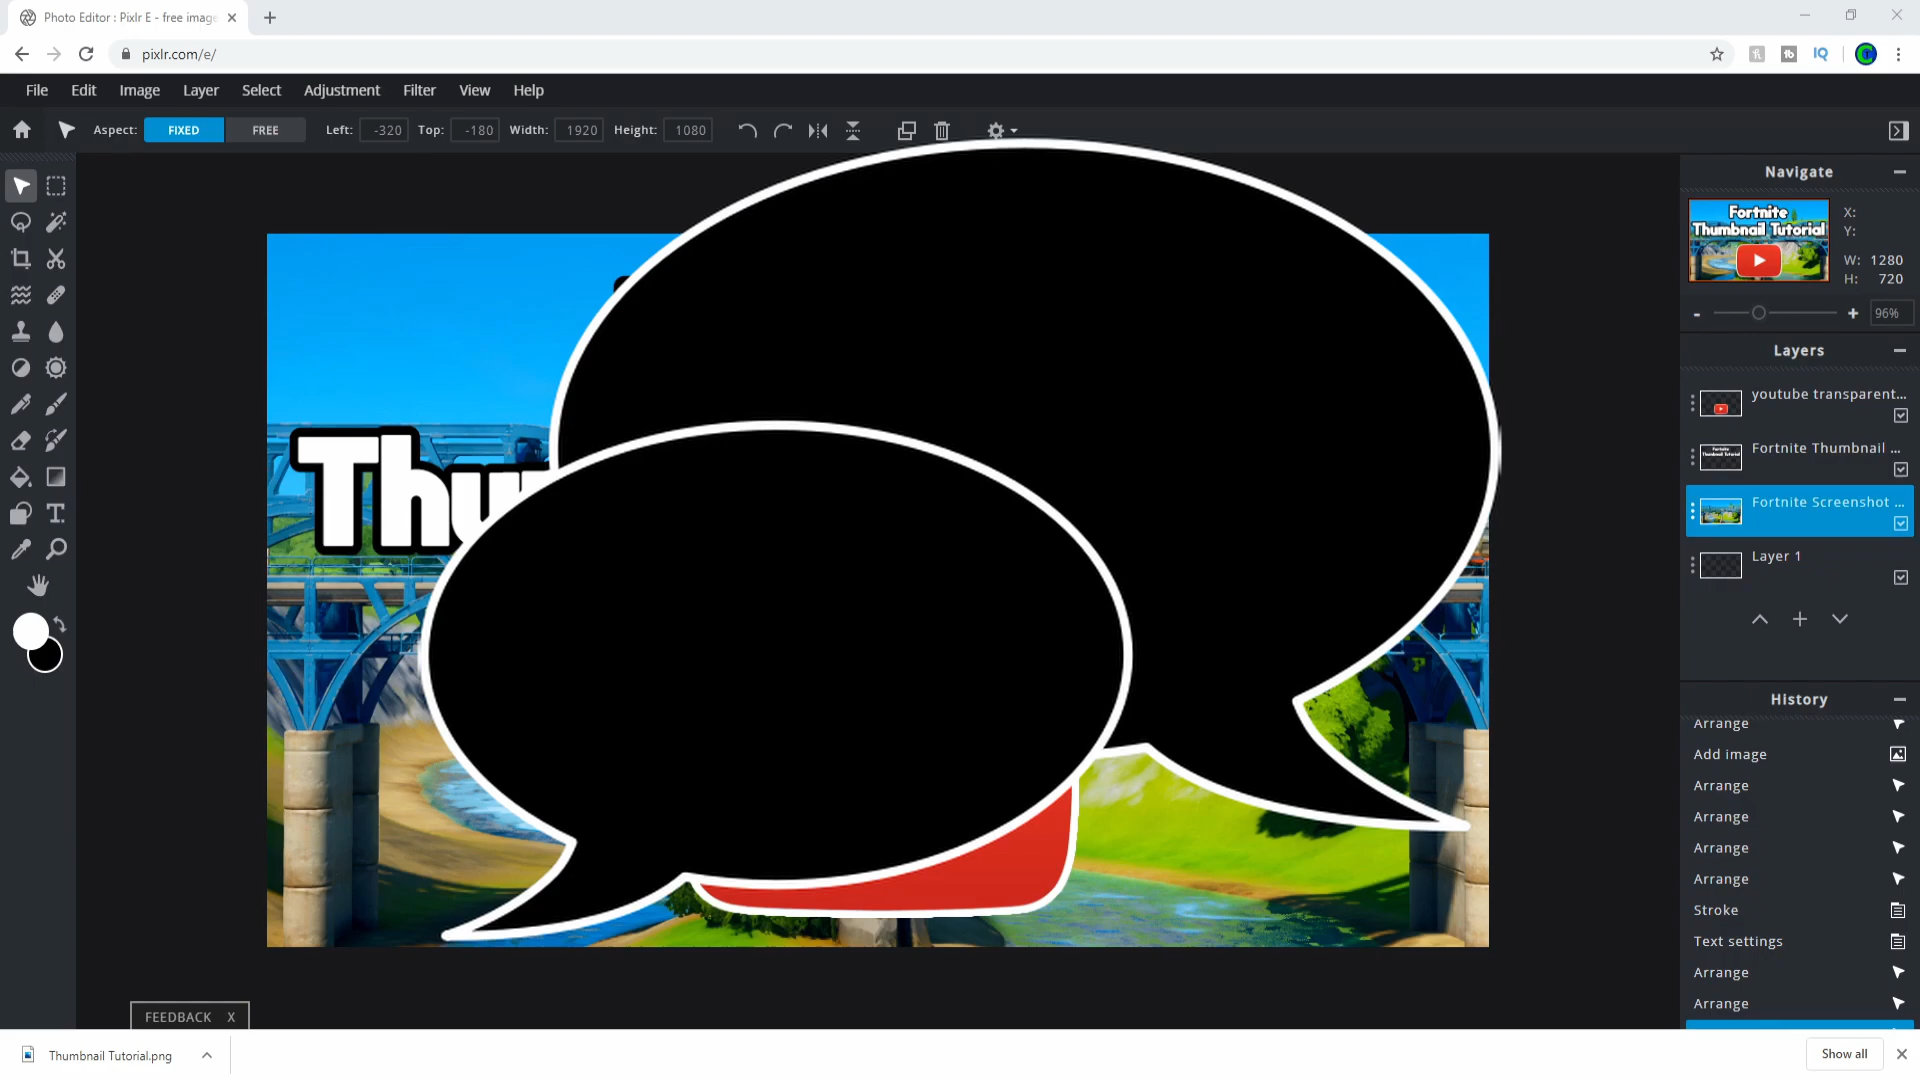 Photo Editor : Pixlr E - free image
pixlr.com/e/
File Edit Image Layer Select Adjustment Filter View Help
Aspect: FIXED FREE Left: -320 Top: -180 Width: 1920 Height: 1080
Navigate
Fortnite
Thumbnail Tutorial
X:
Y:
W: 1280
H: 720
- + 96%
Layers
youtube transparent...
Fortnite Thumbnail ...
Fortnite Screenshot ...
Layer 1
Thu
History
Arrange
Add image
Arrange
Arrange
Arrange
Arrange
Stroke
Text settings
Arrange
Arrange
FEEDBACK X
Thumbnail Tutorial.png
Show all